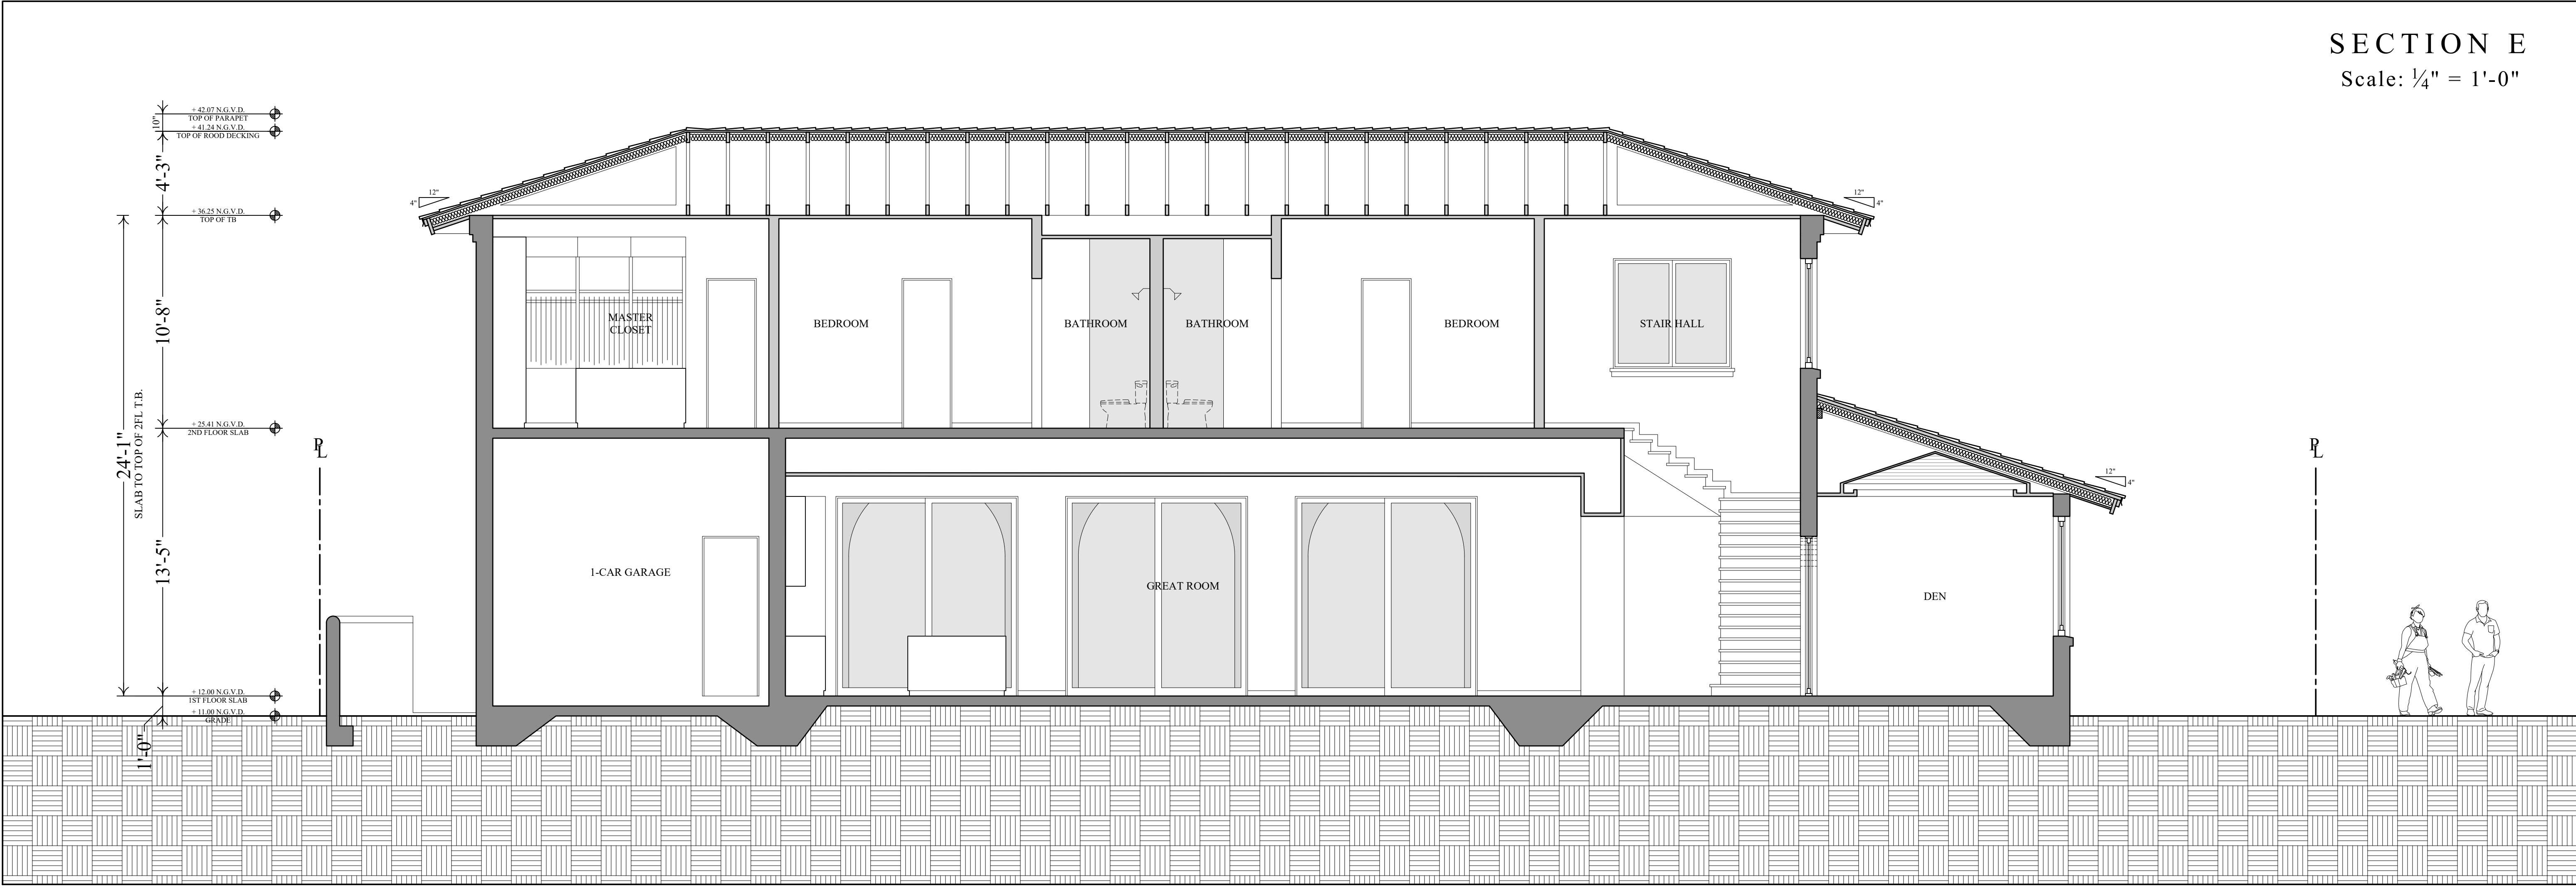 SECTION E
Scale: ¼" = 1'-0"
+ 42.07 N.G.V.D.
TOP OF PARAPET
10"
+ 41.24 N.G.V.D.
TOP OF ROOD DECKING
4'-3"
12"
4"
12"
4"
+ 36.25 N.G.V.D.
TOP OF TB
10'-8"
MASTER
CLOSET
BEDROOM
BATHROOM
BATHROOM
BEDROOM
STAIR HALL
+ 25.41 N.G.V.D.
2ND FLOOR SLAB
24'-1"
SLAB TO TOP OF 2FL T.B.
PL
PL
12"
4"
13'-5"
1-CAR GARAGE
GREAT ROOM
DEN
+ 12.00 N.G.V.D.
1ST FLOOR SLAB
+ 11.00 N.G.V.D.
GRADE
1'-0"